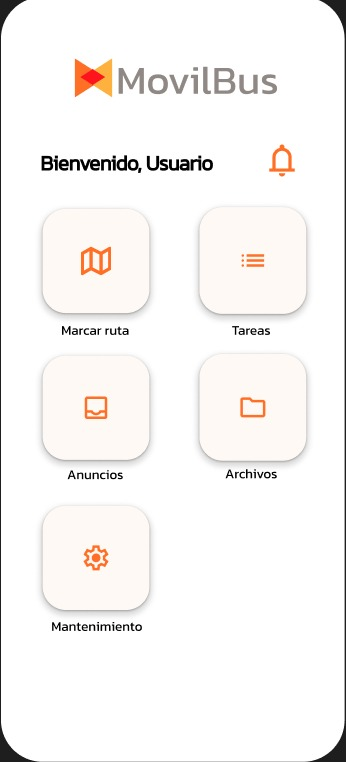 MovilBus
Bienvenido, Usuario
Marcar ruta
Tareas
Anuncios
Archivos
Mantenimiento